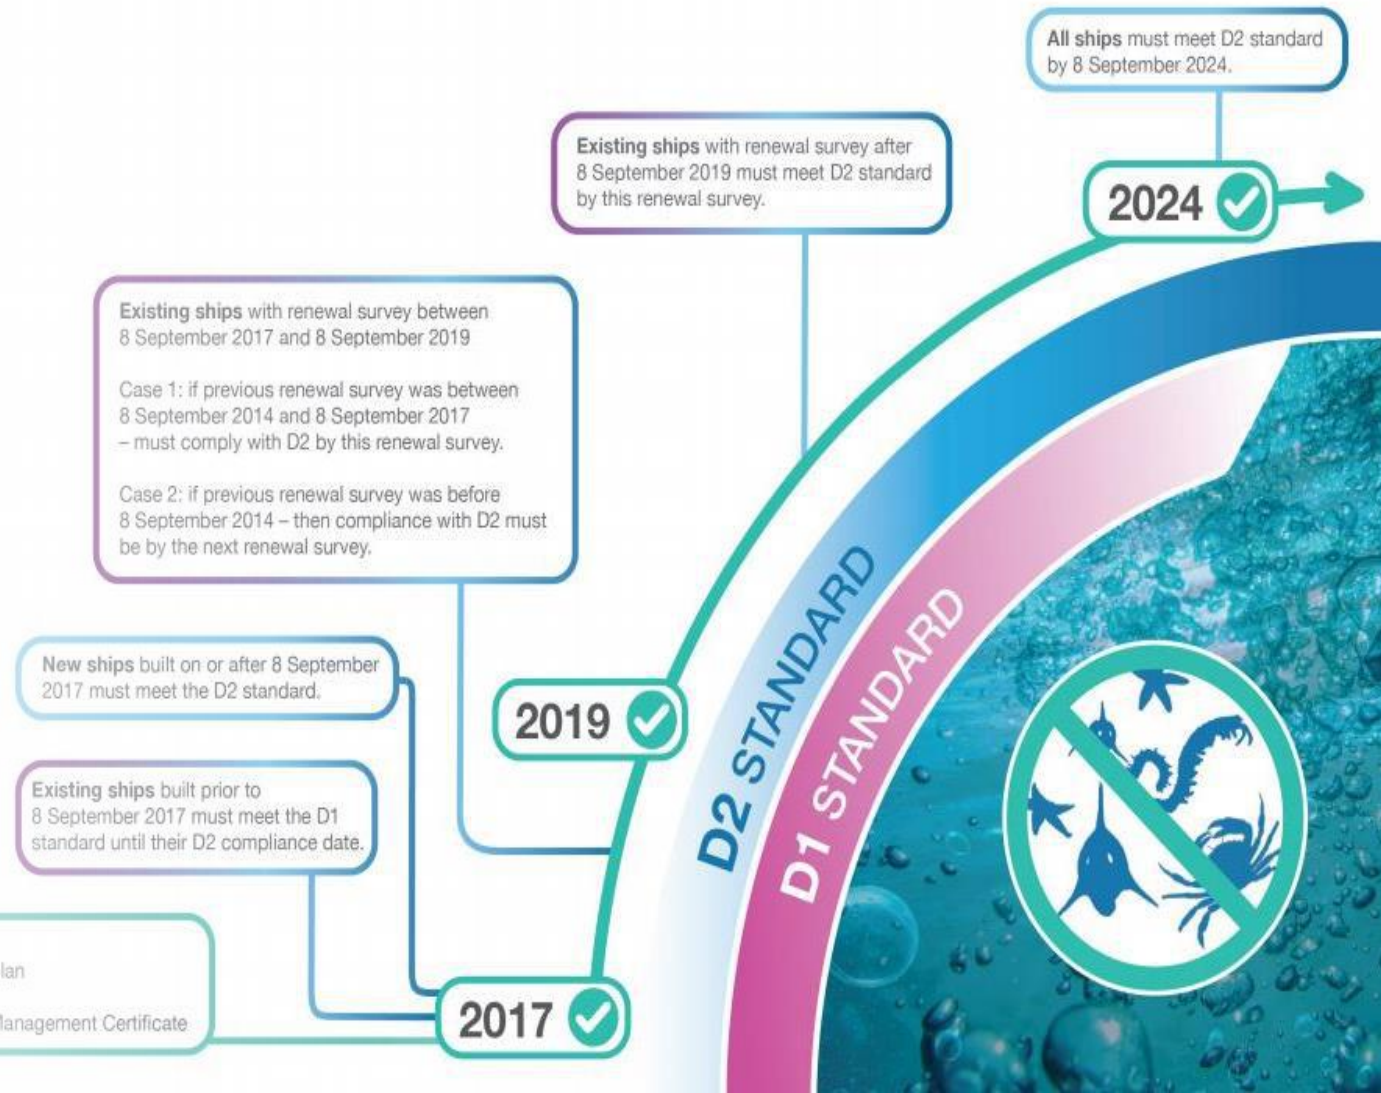 All ships must meet D2 standard
by 8 September 2024.
Existing ships with renewal survey after
8 September 2019 must meet D2 standard
by this renewal survey.
2024
Existing ships with renewal survey between
8 September 2017 and 8 September 2019
Case 1: if previous renewal survey was between
8 September 2014 and 8 September 2017
– must comply with D2 by this renewal survey.
Case 2: if previous renewal survey was before
8 September 2014 – then compliance with D2 must
be by the next renewal survey.
D2 STANDARD
D1 STANDARD
New ships built on or after 8 September
2017 must meet the D2 standard.
2019
Existing ships built prior to
8 September 2017 must meet the D1
standard until their D2 compliance date.
lan
anagement Certificate
2017